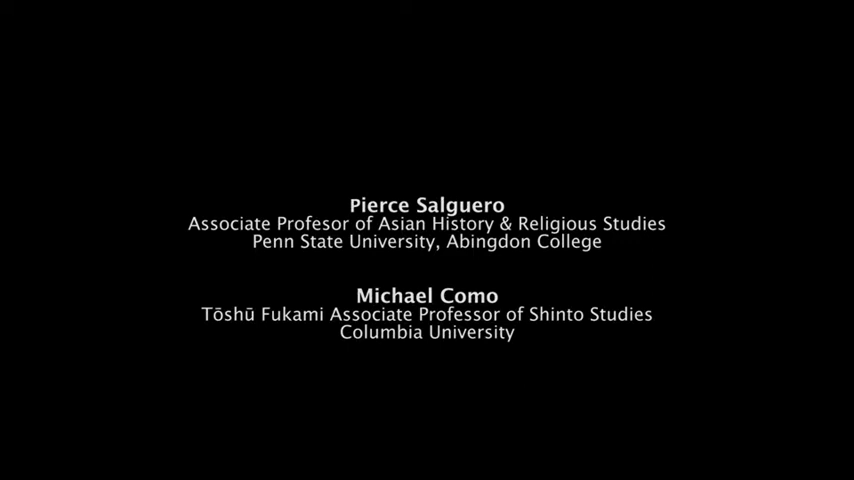 Pierce Salguero
Associate Profesor of Asian History & Religious Studies
Penn State University, Abingdon College
Michael Como
Tōshū Fukami Associate Professor of Shinto Studies
Columbia University